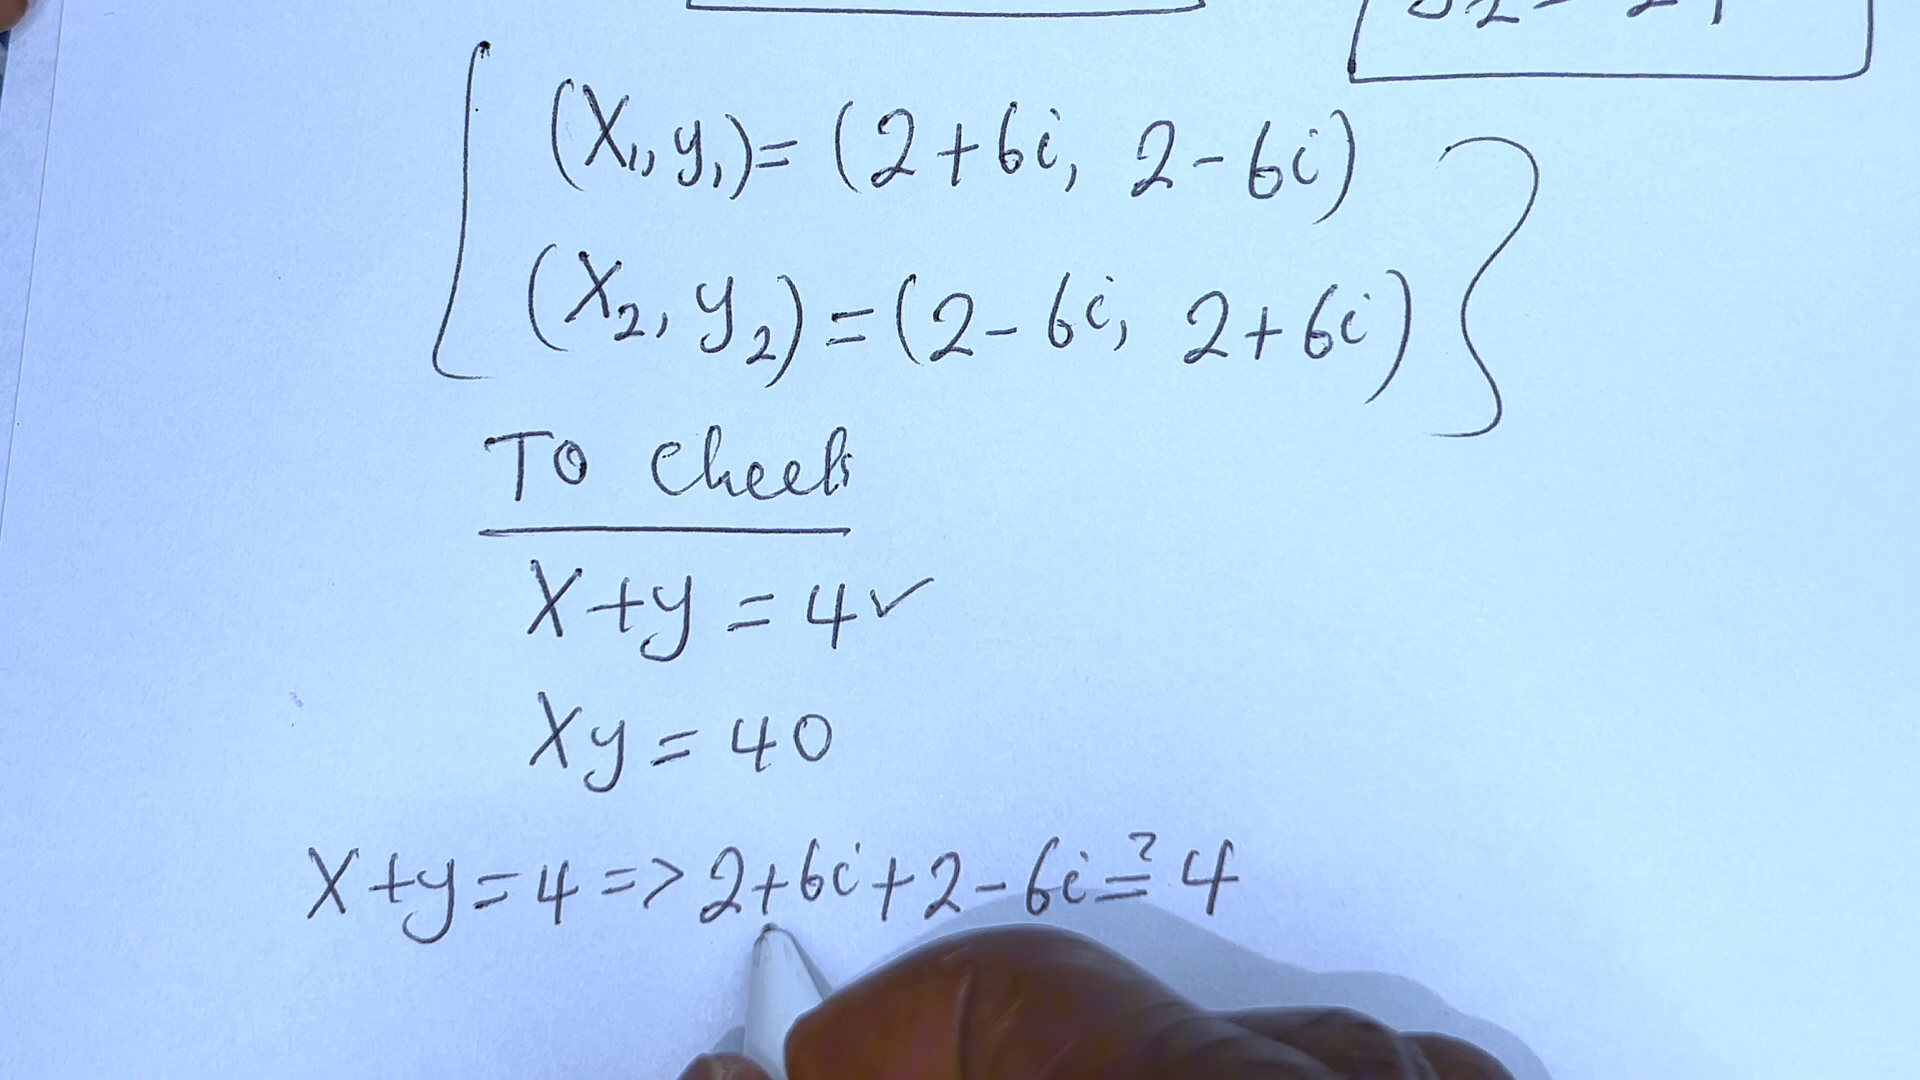 (X₁, y₁) = (2+6i, 2-6i)
(X₂, y₂) = (2-6i, 2+6i)
To Check
X+y = 4✓
Xy = 40
X+y = 4 => 2+6i+2-6i =? 4